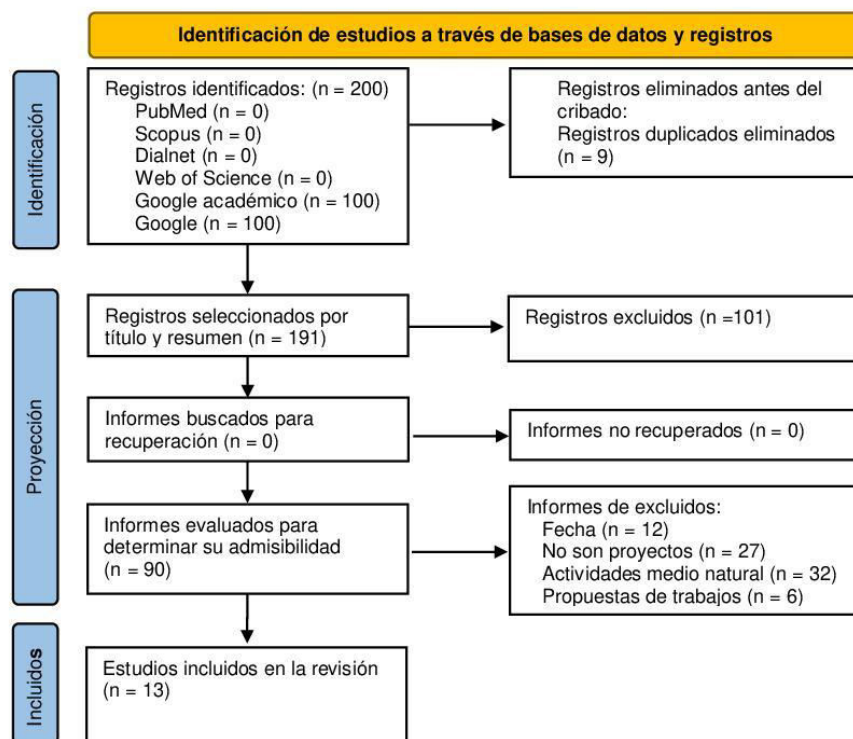 Identificación de estudios a través de bases de datos y registros
Identificación
Registros identificados: (n = 200)
PubMed (n = 0)
Scopus (n = 0)
Dialnet (n = 0)
Web of Science (n = 0)
Google académico (n = 100)
Google (n = 100)
Registros eliminados antes del
cribado:
Registros duplicados eliminados
(n = 9)
Proyección
Registros seleccionados por
título y resumen (n = 191)
Registros excluidos (n =101)
Informes buscados para
recuperación (n = 0)
Informes no recuperados (n = 0)
Informes evaluados para
determinar su admisibilidad
(n = 90)
Informes de excluidos:
Fecha (n = 12)
No son proyectos (n = 27)
Actividades medio natural (n = 32)
Propuestas de trabajos (n = 6)
Incluidos
Estudios incluidos en la revisión
(n = 13)